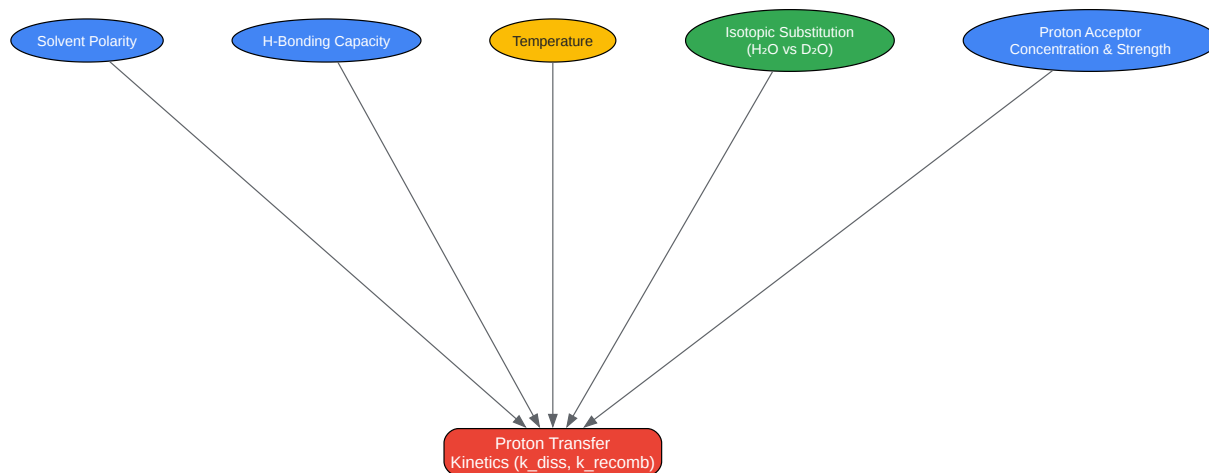 Solvent Polarity
H-Bonding Capacity
Temperature
Isotopic Substitution
(H₂O vs D₂O)
Proton Acceptor
Concentration & Strength
Proton Transfer
Kinetics (k_diss, k_recomb)